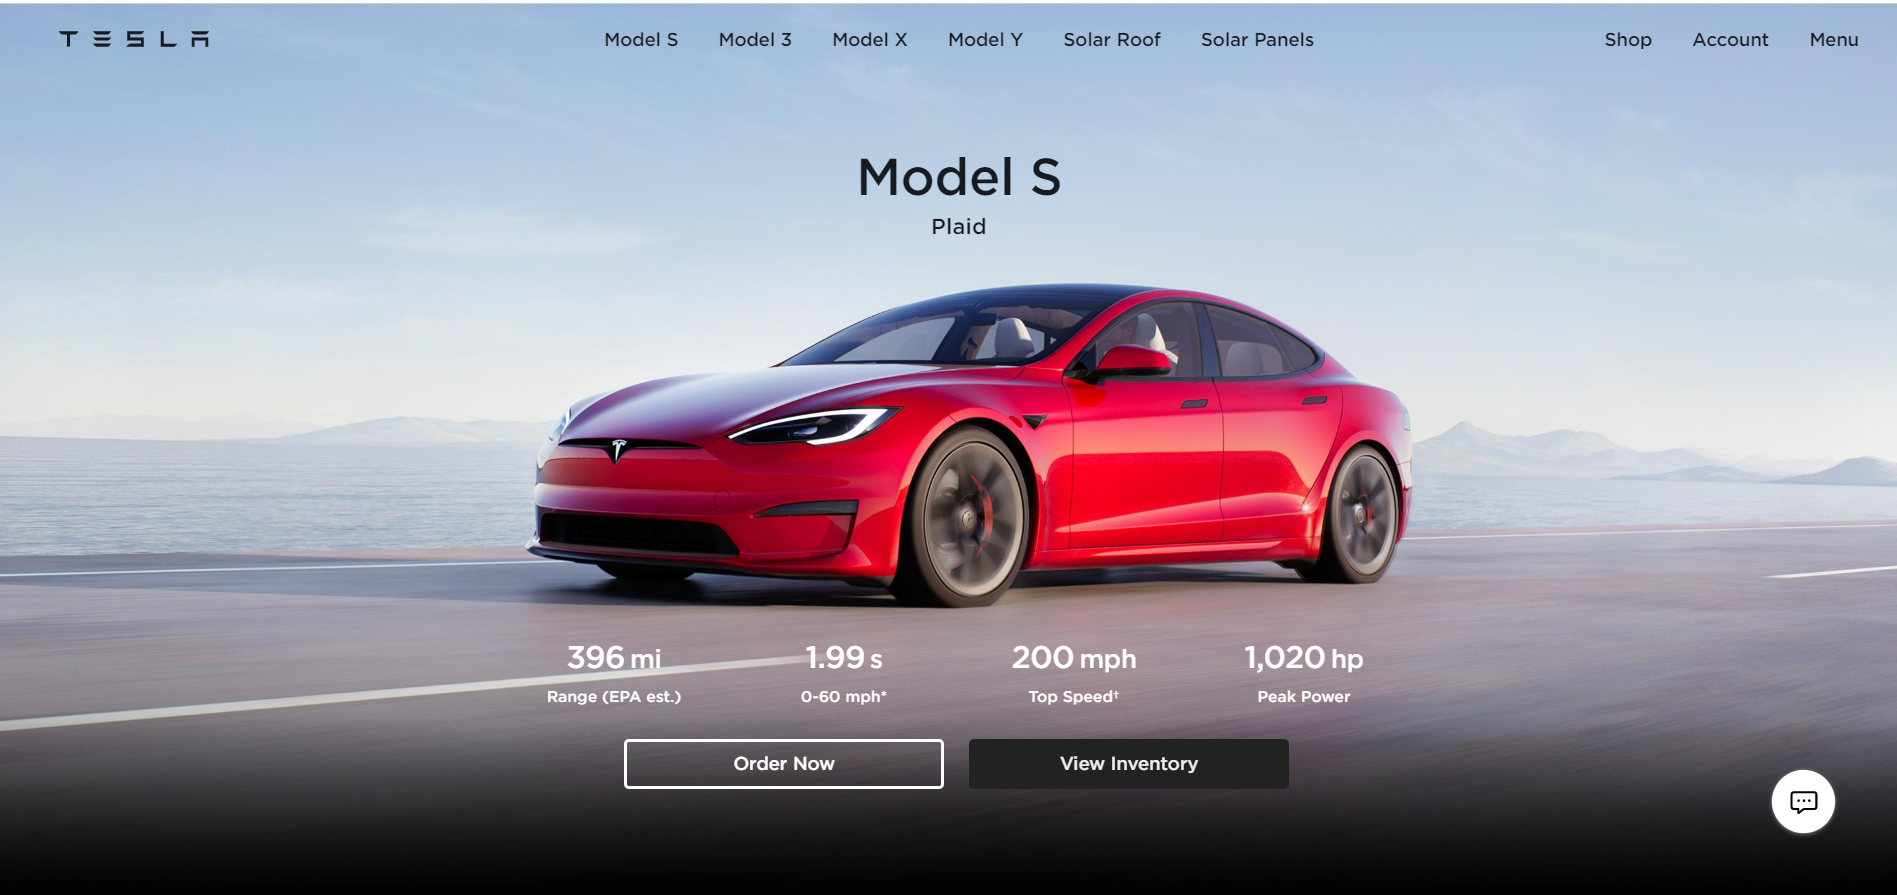 TESLA
Model S
Model 3
Model X
Model Y
Solar Roof
Solar Panels
Shop
Account
Menu
Model S
Plaid
396 mi
Range (EPA est.)
1.99 s
0-60 mph*
200 mph
Top Speed†
1,020 hp
Peak Power
Order Now
View Inventory